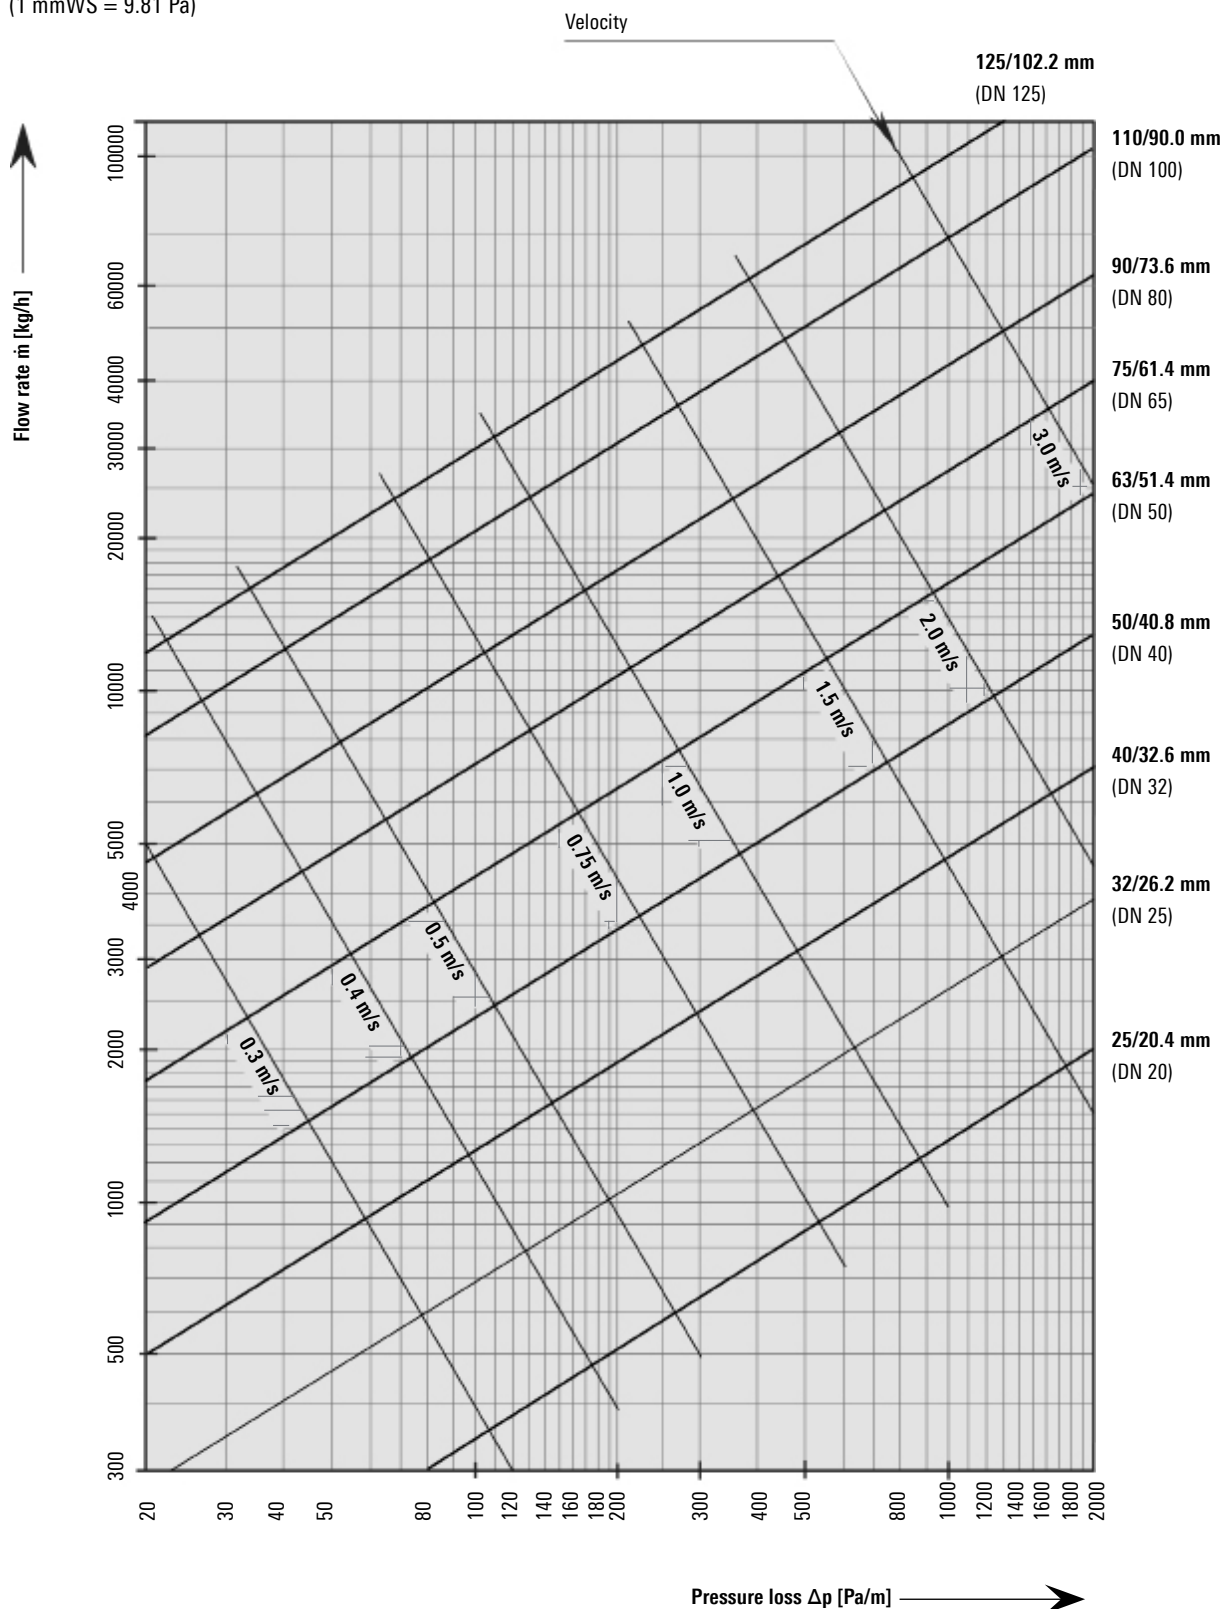 (1 mmWS = 9.81 Pa)
Velocity
125/102.2 mm
(DN 125)
110/90.0 mm
(DN 100)
90/73.6 mm
(DN 80)
75/61.4 mm
(DN 65)
63/51.4 mm
(DN 50)
50/40.8 mm
(DN 40)
40/32.6 mm
(DN 32)
32/26.2 mm
(DN 25)
25/20.4 mm
(DN 20)
Flow rate ṁ [kg/h]
100000
60000
40000
30000
20000
10000
5000
4000
3000
2000
1000
500
300
3.0 m/s
2.0 m/s
1.5 m/s
1.0 m/s
0.75 m/s
0.5 m/s
0.4 m/s
0.3 m/s
20
30
40
50
80
100
120
140
160
180
200
300
400
500
800
1000
1200
1400
1600
1800
2000
Pressure loss Δp [Pa/m]